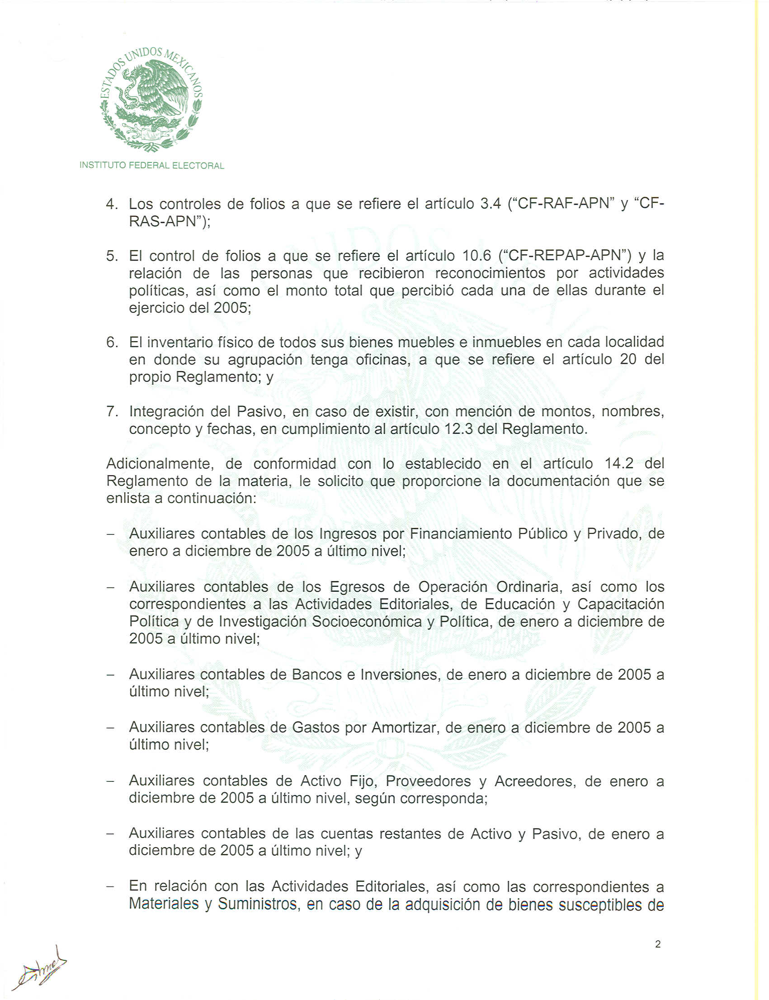 ESTADOS UNIDOS MEXICANOS
INSTITUTO FEDERAL ELECTORAL
4. Los controles de folios a que se refiere el artículo 3.4 (“CF-RAF-APN” y “CF-
RAS-APN”);
5. El control de folios a que se refiere el artículo 10.6 (“CF-REPAP-APN”) y la
relación de las personas que recibieron reconocimientos por actividades
políticas, así como el monto total que percibió cada una de ellas durante el
ejercicio del 2005;
6. El inventario físico de todos sus bienes muebles e inmuebles en cada localidad
en donde su agrupación tenga oficinas, a que se refiere el artículo 20 del
propio Reglamento; y
7. Integración del Pasivo, en caso de existir, con mención de montos, nombres,
concepto y fechas, en cumplimiento al artículo 12.3 del Reglamento.
Adicionalmente, de conformidad con lo establecido en el artículo 14.2 del
Reglamento de la materia, le solicito que proporcione la documentación que se
enlista a continuación:
– Auxiliares contables de los Ingresos por Financiamiento Público y Privado, de
enero a diciembre de 2005 a último nivel;
– Auxiliares contables de los Egresos de Operación Ordinaria, así como los
correspondientes a las Actividades Editoriales, de Educación y Capacitación
Política y de Investigación Socioeconómica y Política, de enero a diciembre de
2005 a último nivel;
– Auxiliares contables de Bancos e Inversiones, de enero a diciembre de 2005 a
último nivel;
– Auxiliares contables de Gastos por Amortizar, de enero a diciembre de 2005 a
último nivel;
– Auxiliares contables de Activo Fijo, Proveedores y Acreedores, de enero a
diciembre de 2005 a último nivel, según corresponda;
– Auxiliares contables de las cuentas restantes de Activo y Pasivo, de enero a
diciembre de 2005 a último nivel; y
– En relación con las Actividades Editoriales, así como las correspondientes a
Materiales y Suministros, en caso de la adquisición de bienes susceptibles de
2